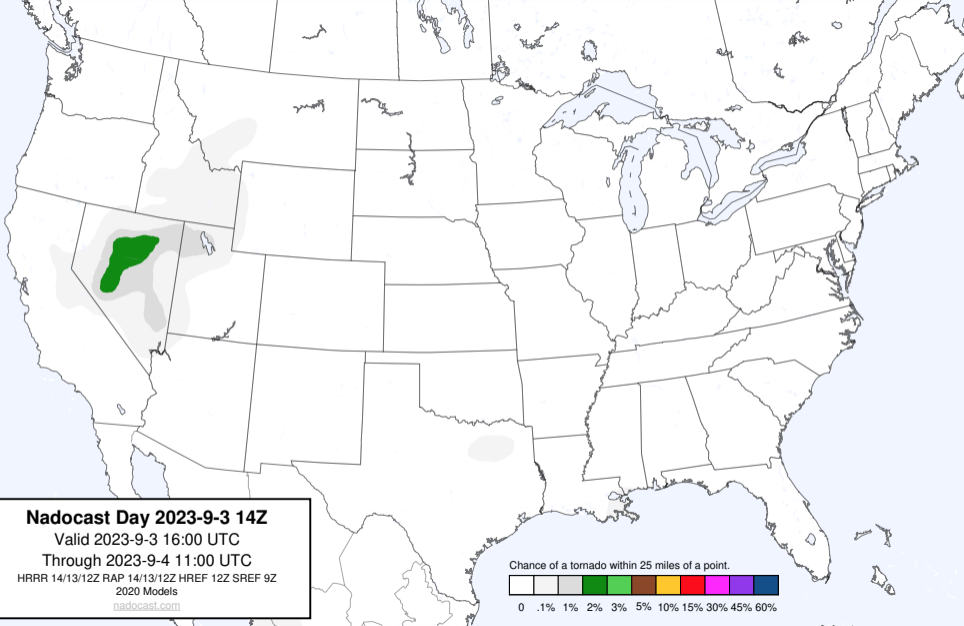 Nadocast Day 2023-9-3 14Z
Valid 2023-9-3 16:00 UTC
Through 2023-9-4 11:00 UTC
HRRR 14/13/12Z RAP 14/13/12Z HREF 12Z SREF 9Z
2020 Models
nadocast.com
Chance of a tornado within 25 miles of a point.
0 .1% 1% 2% 3% 5% 10% 15% 30% 45% 60%